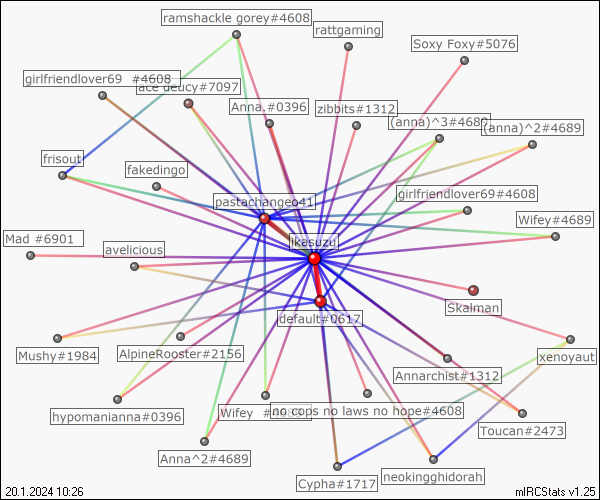 ramshackle gorey#4608
rattgaming
Soxy Foxy#5076
girlfriendlover69 #4608
ace deucy#7097
Anna,#0396
zibbits#1312
(anna)^3#4689
(anna)^2#4689
frisout
fakedingo
pastachangeo41
girlfriendlover69#4608
Wifey#4689
Mad #6901
avelicious
ikasuzu
Skalman
default#0617
Mushy#1984
AlpineRooster#2156
xenoyaut
Annarchist#1312
hypomanianna#0396
Wifey
no cops no laws no hope#4608
Toucan#2473
Anna^2#4689
Cypha#1717
neokingghidorah
20.1.2024 10:26
mIRCStats v1.25